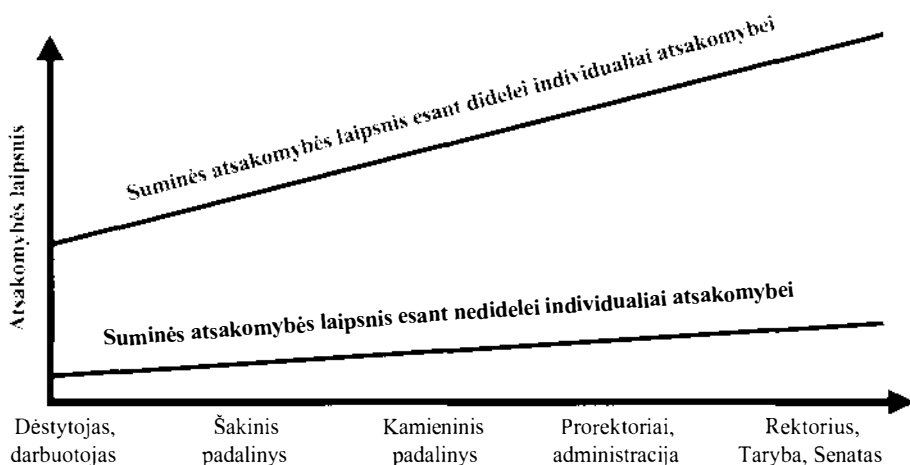 Atsakomybės laipsnis
Suminės atsakomybės laipsnis esant didelei individualiai atsakomybei
Suminės atsakomybės laipsnis esant nedidelei individualiai atsakomybei
Dėstytojas,
darbuotojas
Šakinis
padalinys
Kamieninis
padalinys
Prorektoriai,
administracija
Rektorius,
Taryba, Senatas